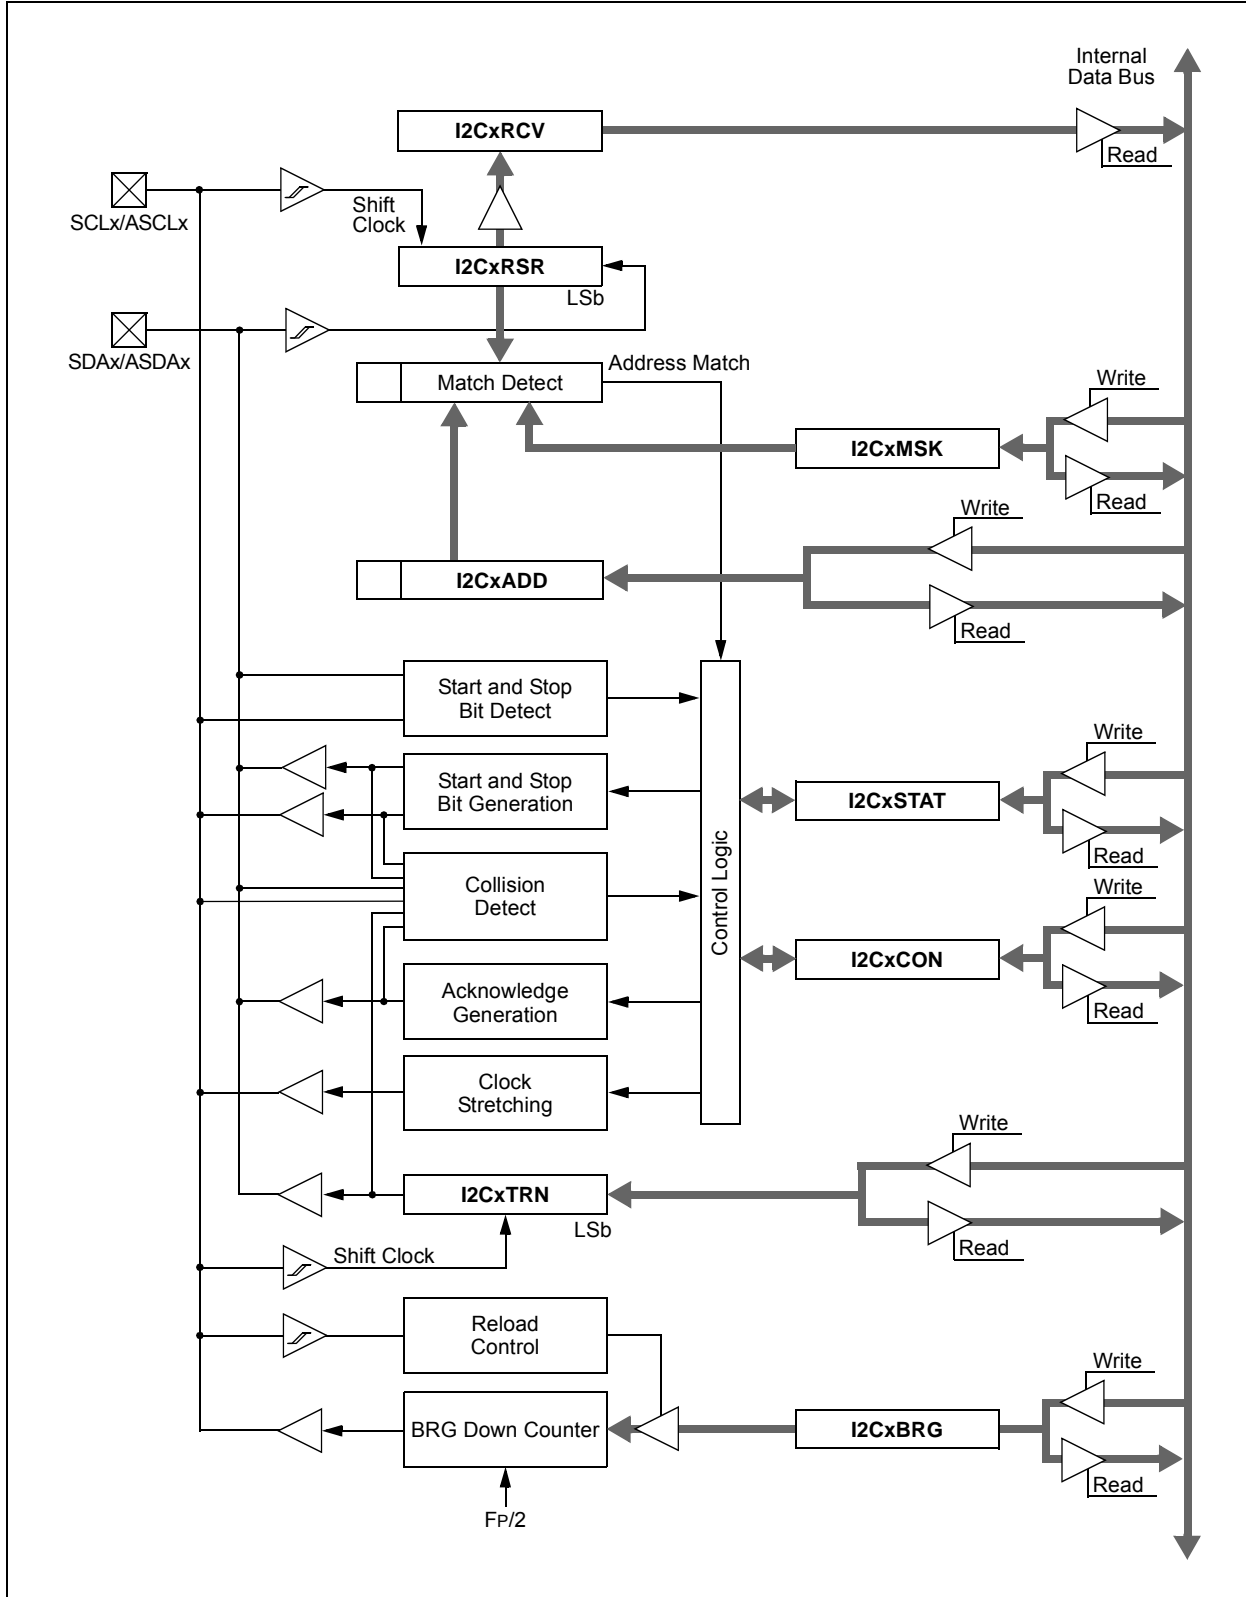 Internal
Data Bus
I2CxRCV
Read
SCLx/ASCLx
Shift
Clock
I2CxRSR
LSb
SDAx/ASDAx
Address Match
Match Detect
Write
I2CxMSK
Read
Write
I2CxADD
Read
Start and Stop
Bit Detect
Write
Start and Stop
Bit Generation
I2CxSTAT
Read
Control Logic
Collision
Detect
Write
I2CxCON
Read
Acknowledge
Generation
Clock
Stretching
Write
I2CxTRN
LSb
Read
Shift Clock
Reload
Control
Write
BRG Down Counter
I2CxBRG
Read
FP/2